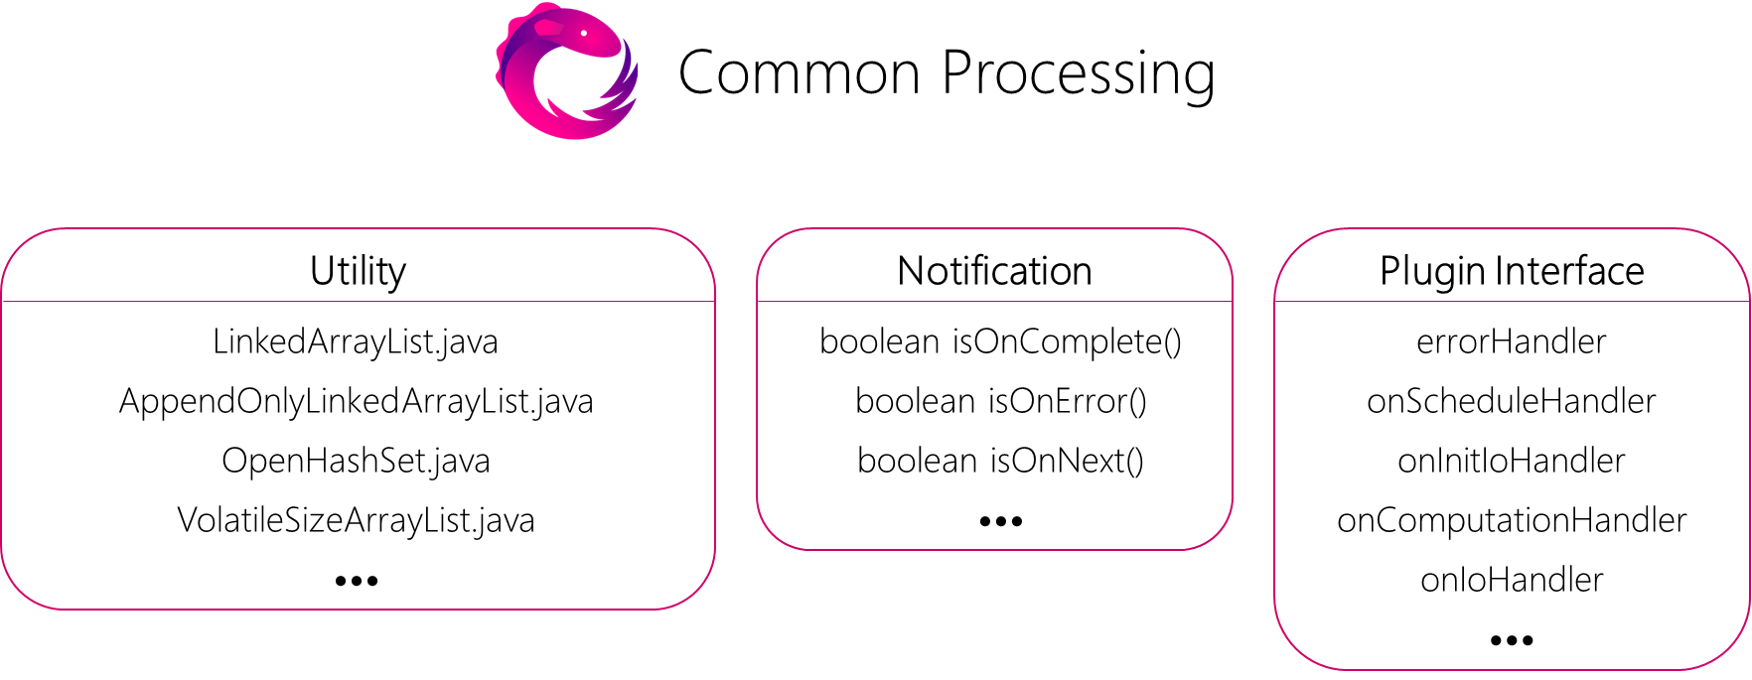 Common Processing
Utility
LinkedArrayList.java
AppendOnlyLinkedArrayList.java
OpenHashSet.java
VolatileSizeArrayList.java
•••
Notification
boolean isOnComplete()
boolean isOnError()
boolean isOnNext()
•••
Plugin Interface
errorHandler
onScheduleHandler
onInitIoHandler
onComputationHandler
onIoHandler
•••